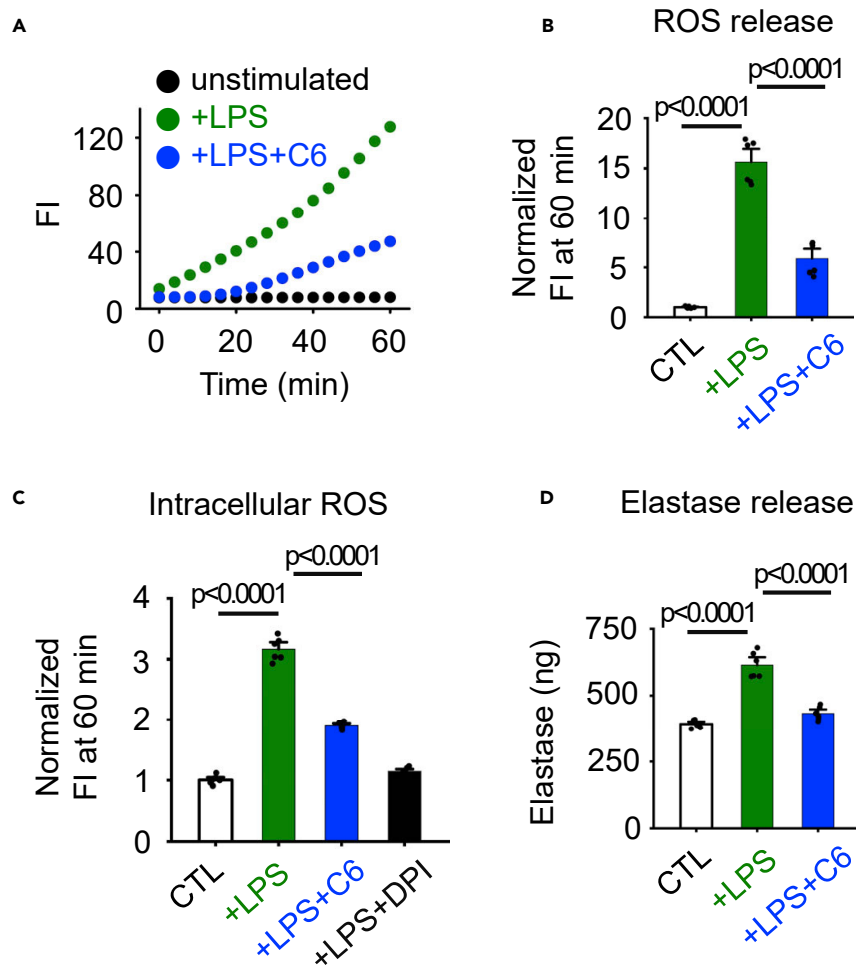 A
unstimulated
+LPS
+LPS+C6
FI
120
80
40
0
0
20
40
60
Time (min)
B
ROS release
p<0.0001
p<0.0001
Normalized
FI at 60 min
20
15
10
5
0
CTL
+LPS
+LPS+C6
C
Intracellular ROS
p<0.0001
p<0.0001
Normalized
FI at 60 min
4
3
2
1
0
CTL
+LPS
+LPS+C6
+LPS+DPI
D
Elastase release
p<0.0001
p<0.0001
Elastase (ng)
750
500
250
0
CTL
+LPS
+LPS+C6